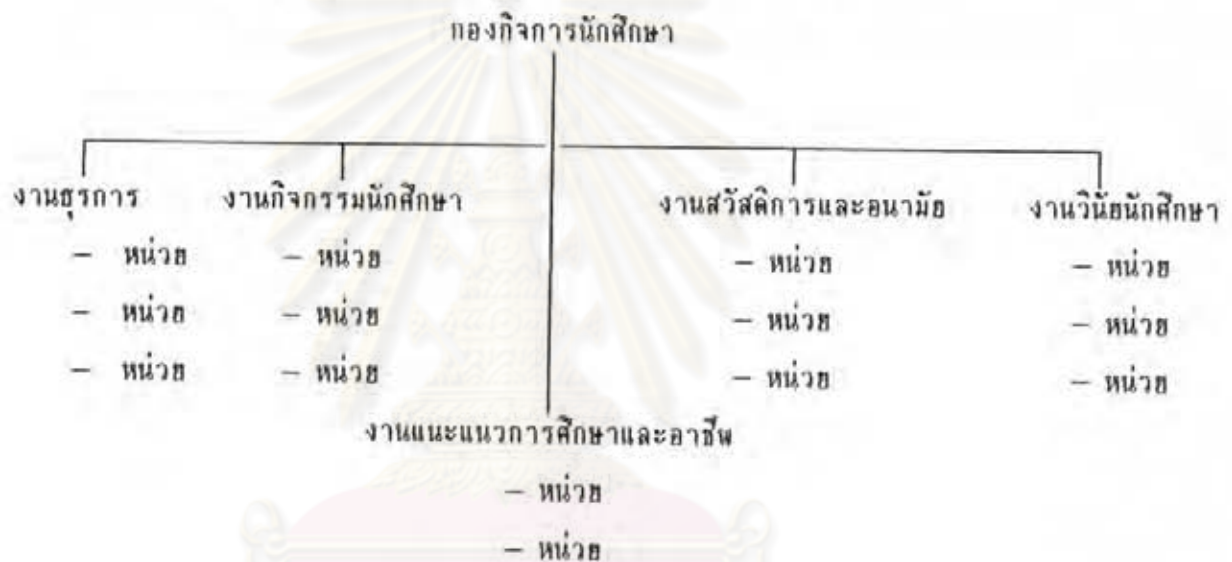 กองกิจการนักศึกษา
งานธุรการ งานกิจกรรมนักศึกษา งานสวัสดิการและอนามัย งานวินัยนักศึกษา
– หน่วย – หน่วย – หน่วย – หน่วย
– หน่วย – หน่วย – หน่วย – หน่วย
– หน่วย – หน่วย – หน่วย – หน่วย
งานแนะแนวการศึกษาและอาชีพ
– หน่วย
– หน่วย